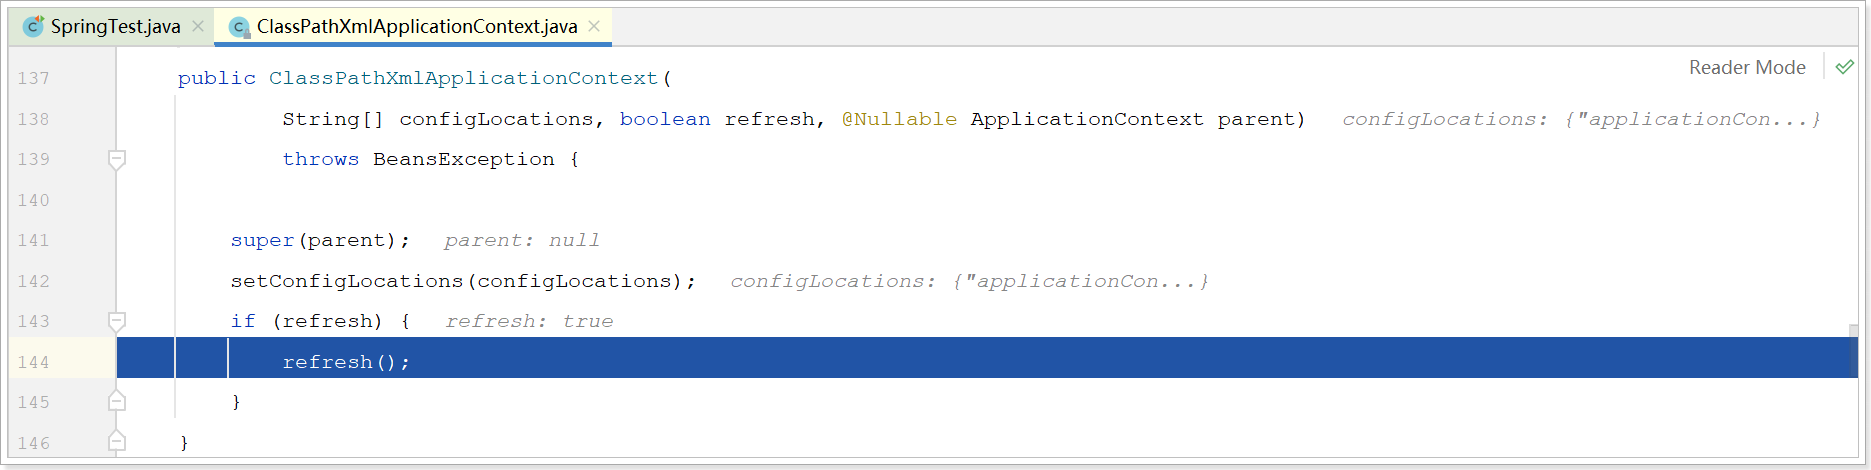 SpringTest.java
ClassPathXmlApplicationContext.java
Reader Mode
137 public ClassPathXmlApplicationContext(
138 String[] configLocations, boolean refresh, @Nullable ApplicationContext parent) configLocations: {"applicationCon...}
139 throws BeansException {
140
141 super(parent); parent: null
142 setConfigLocations(configLocations); configLocations: {"applicationCon...}
143 if (refresh) { refresh: true
144 refresh();
145 }
146 }